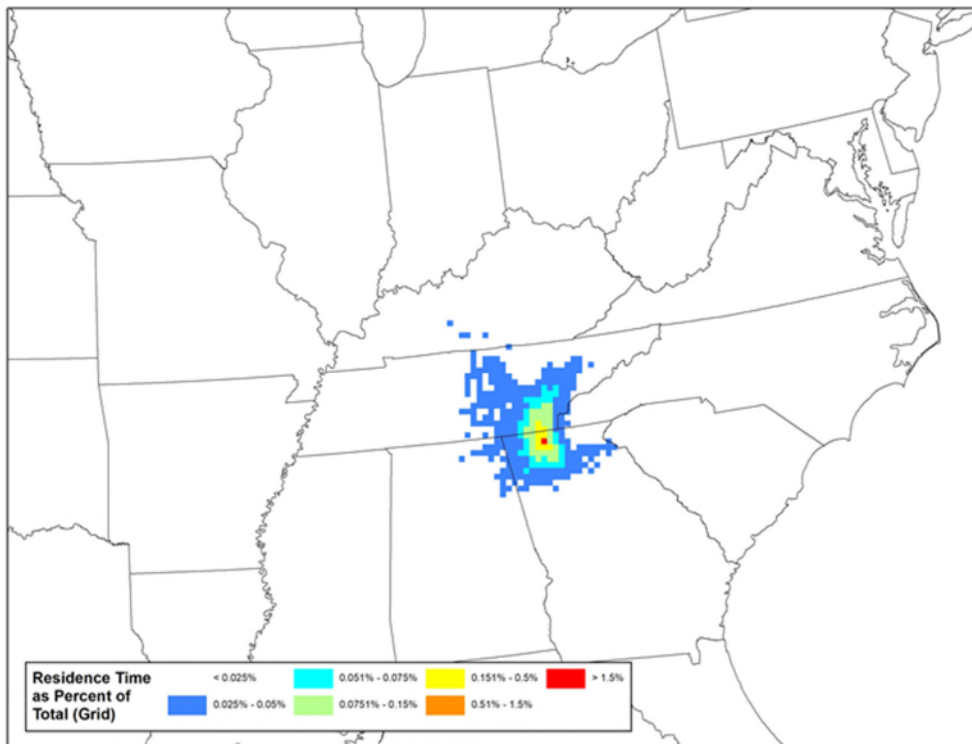 Residence Time
as Percent of
Total (Grid)
< 0.025%
0.051% - 0.075%
0.151% - 0.5%
> 1.5%
0.025% - 0.05%
0.0751% - 0.15%
0.51% - 1.5%